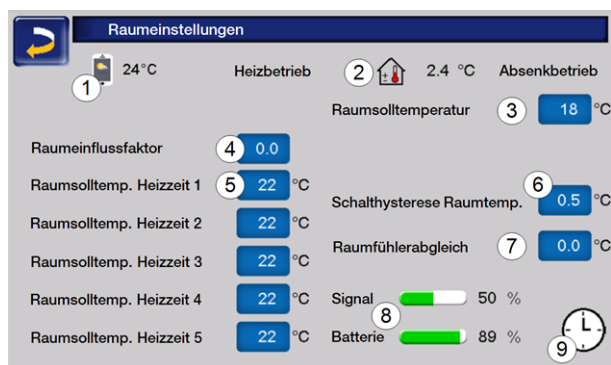 Raumeinstellungen
1 24°C Heizbetrieb 2 2.4 °C Absenkbetrieb
Raumsolltemperatur 3 18 °C
Raumeinflussfaktor 4 0.0
Raumsolltemp. Heizzeit 1 5 22 °C
Schalthysterese Raumtemp. 6 0.5 °C
Raumsolltemp. Heizzeit 2 22 °C
Raumfühlerabgleich 7 0.0 °C
Raumsolltemp. Heizzeit 3 22 °C
Raumsolltemp. Heizzeit 4 22 °C
Signal 8 50 %
Raumsolltemp. Heizzeit 5 22 °C
Batterie 89 % 9